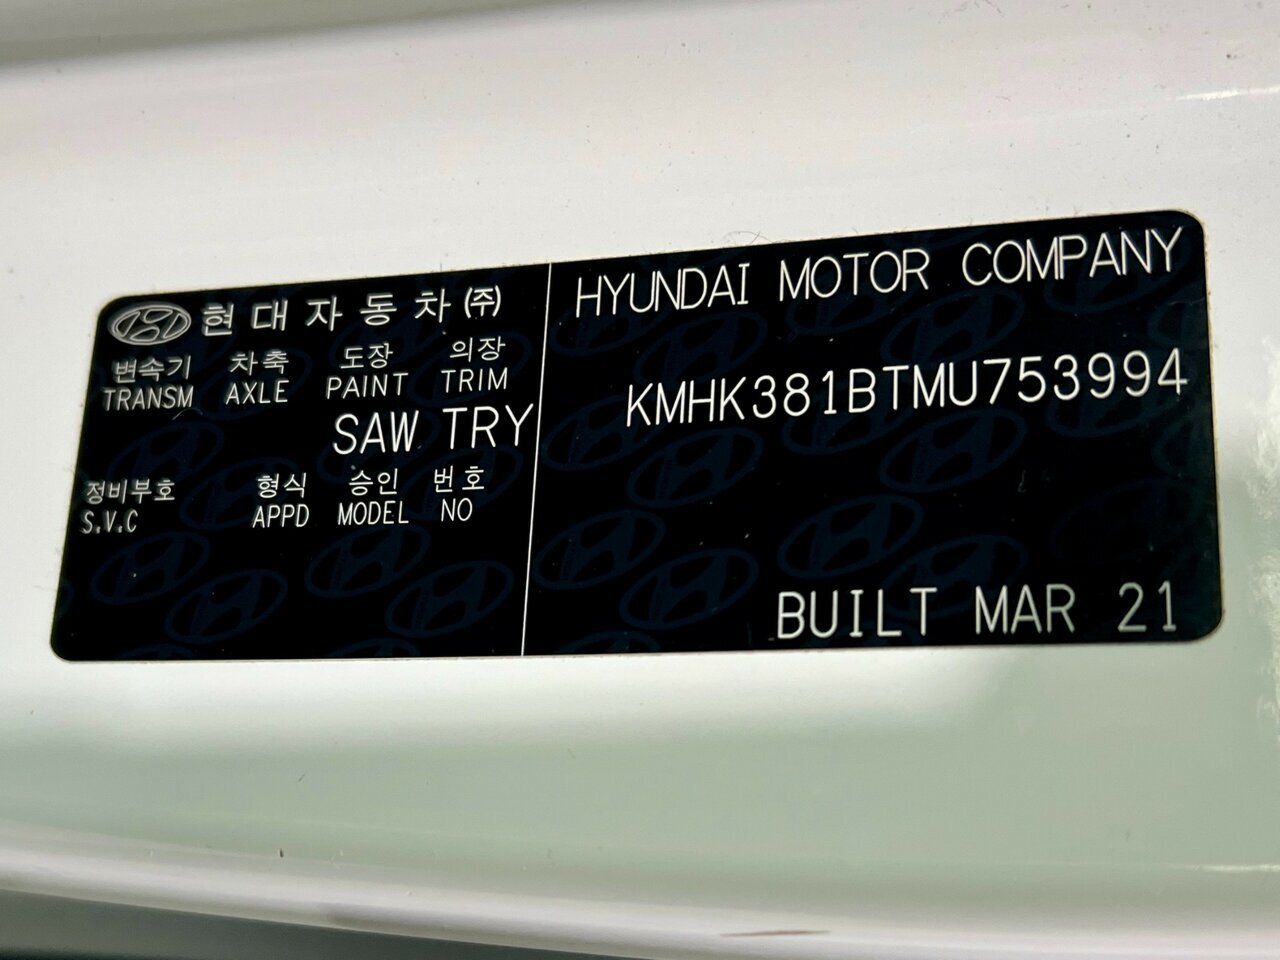 현대자동차(주)
변속기 차축 도장 의장
TRANSM AXLE PAINT TRIM
SAW TRY
정비부호 형식 승인 번호
S.V.C APPD MODEL NO
HYUNDAI MOTOR COMPANY
KMHK381BTMU753994
BUILT MAR 21